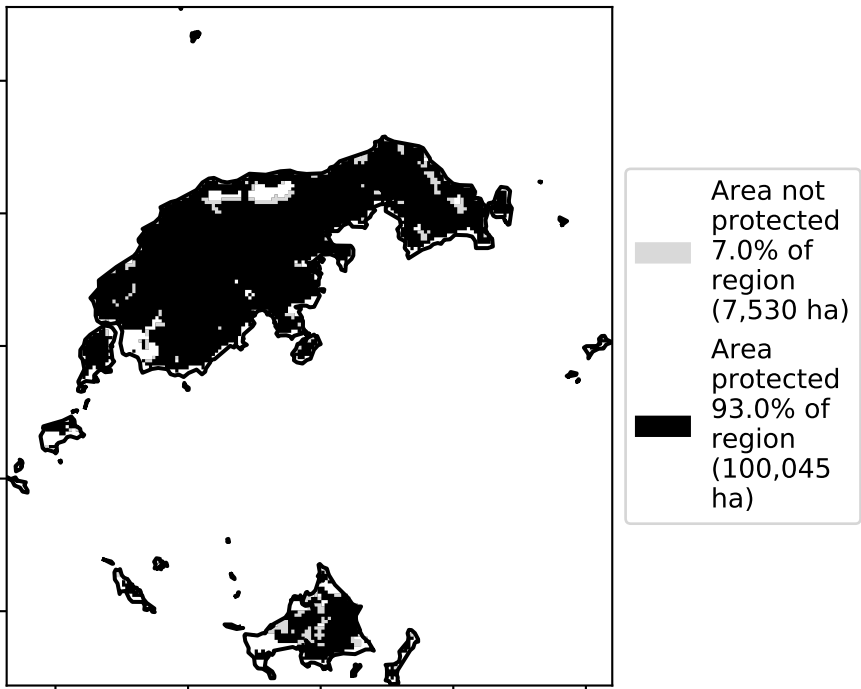 Area not
protected
7.0% of
region
(7,530 ha)
Area
protected
93.0% of
region
(100,045
ha)